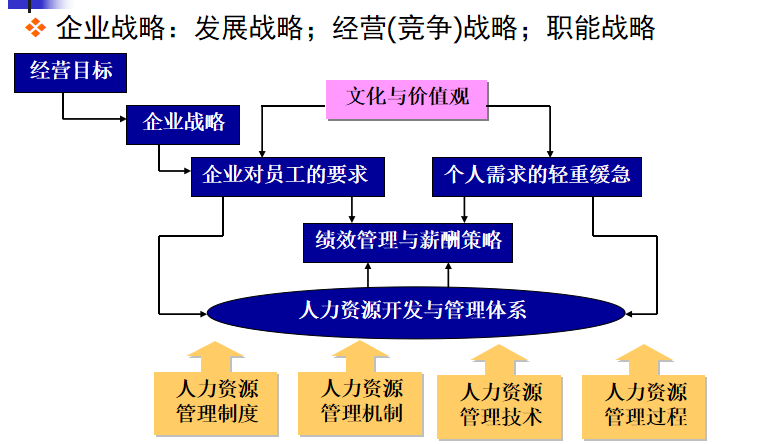 企业战略：发展战略；经营(竞争)战略；职能战略
经营目标
文化与价值观
企业战略
企业对员工的要求
个人需求的轻重缓急
绩效管理与薪酬策略
人力资源开发与管理体系
人力资源
管理制度
人力资源
管理机制
人力资源
管理技术
人力资源
管理过程